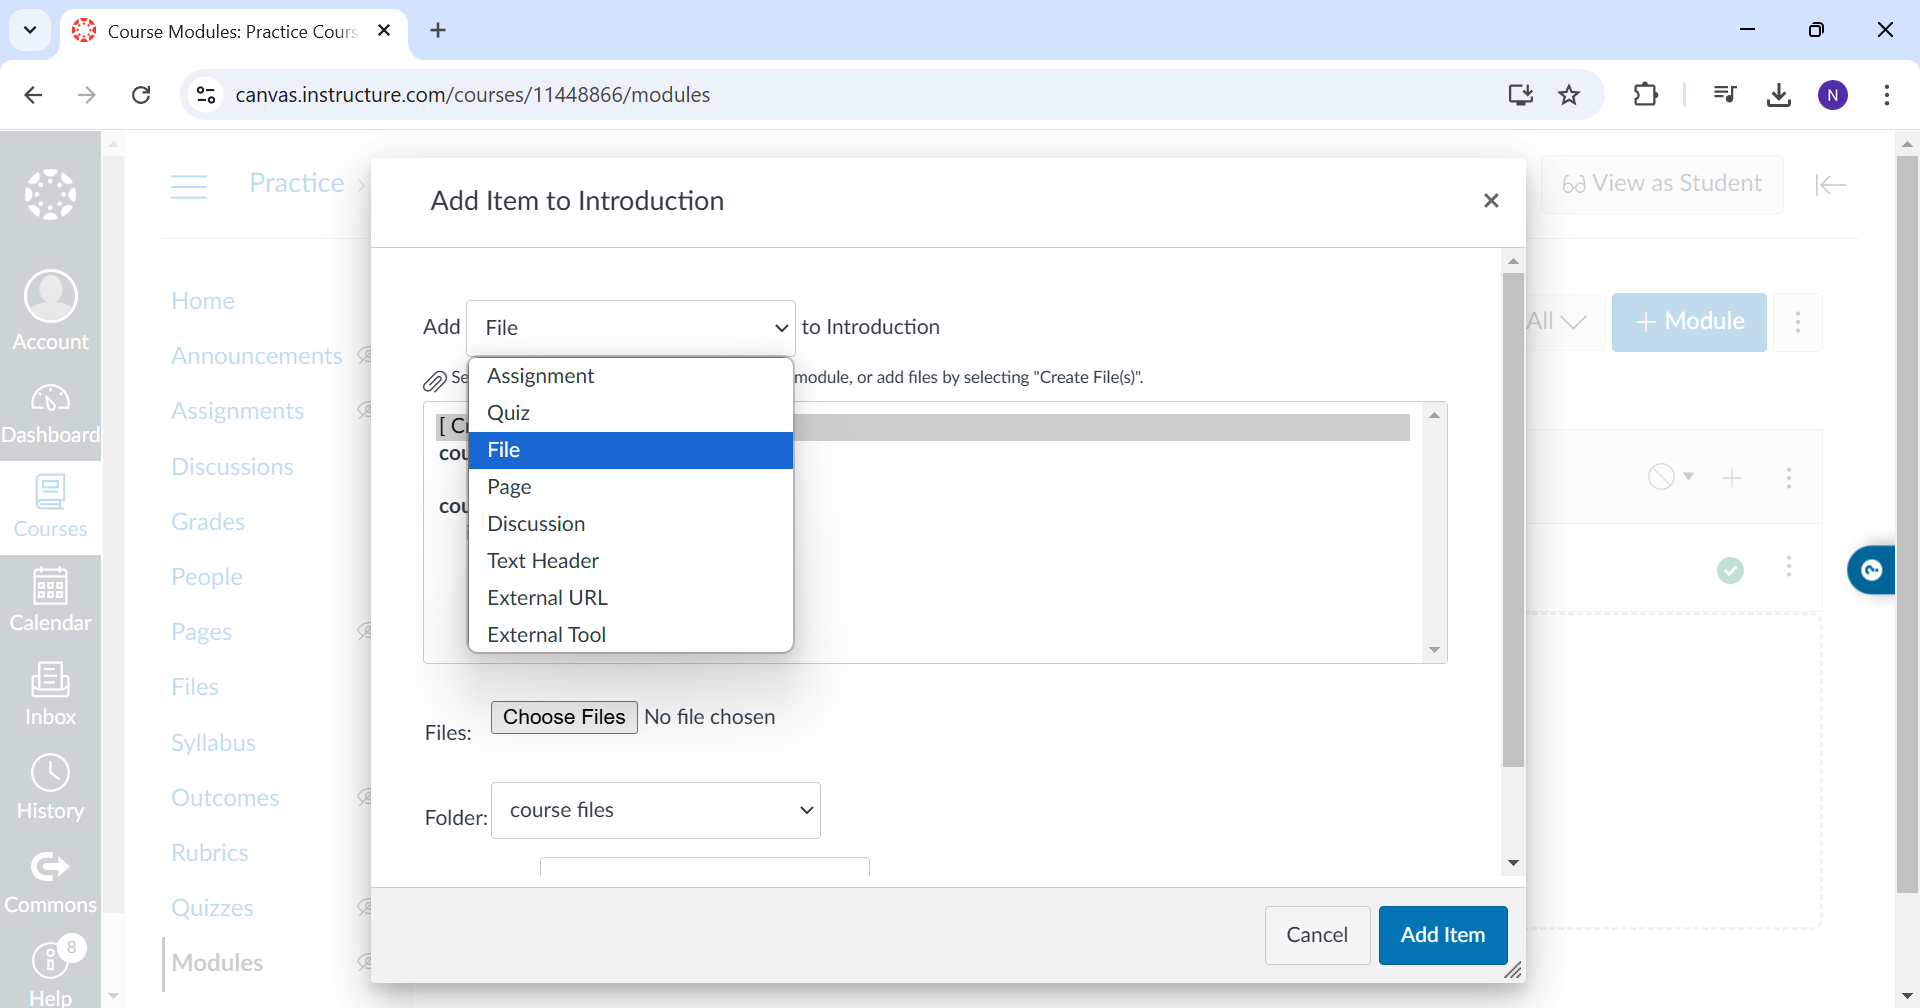 Course Modules: Practice Cours
canvas.instructure.com/courses/11448866/modules
N
Account
Dashboard
Courses
Calendar
Inbox
History
Commons
8
Help
Practice
Home
Announcements
Assignments
Discussions
Grades
People
Pages
Files
Syllabus
Outcomes
Rubrics
Quizzes
Modules
View as Student
All
+ Module
Add Item to Introduction
Add File to Introduction
Se module, or add files by selecting "Create File(s)".
[ Cr
cou
cou
Assignment
Quiz
File
Page
Discussion
Text Header
External URL
External Tool
Files: Choose Files No file chosen
Folder: course files
Cancel Add Item